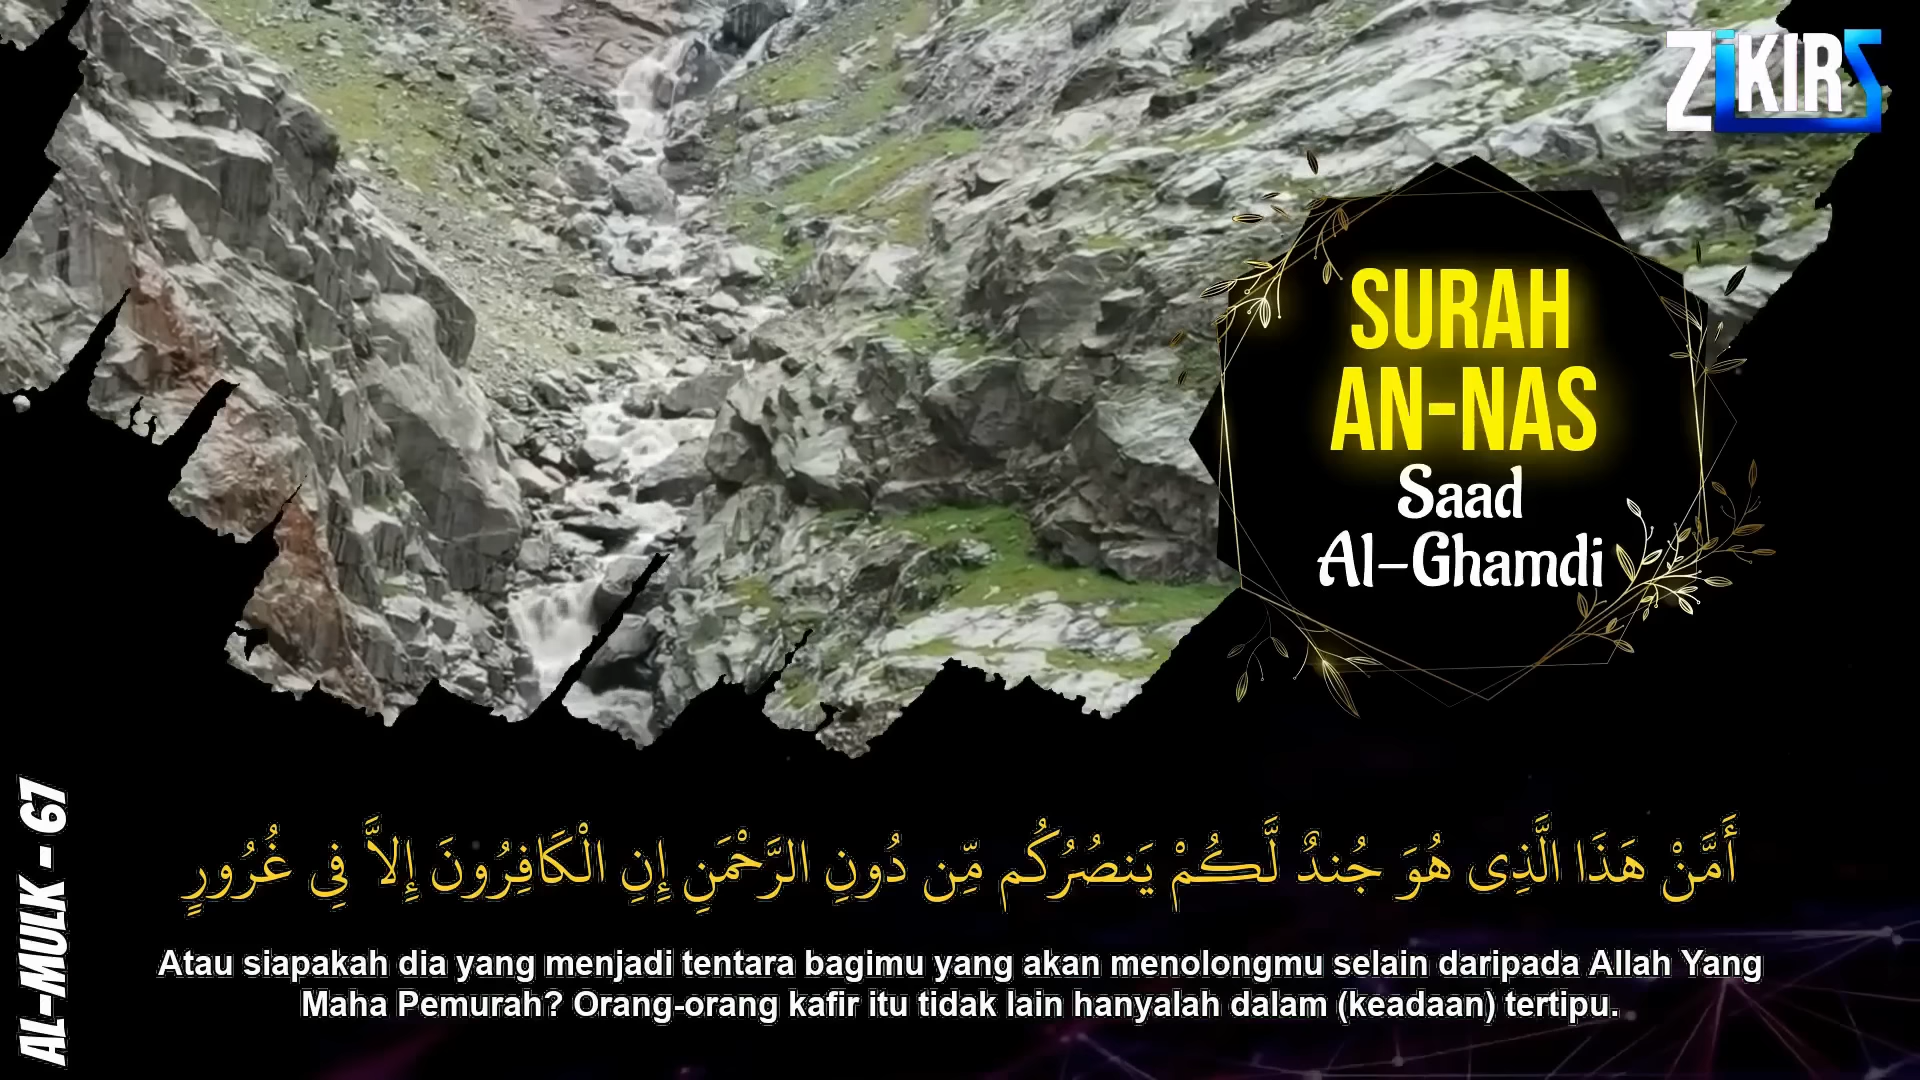 ZIKIRS
SURAH
AN-NAS
Saad
Al-Ghamdi
AL-MULK - 67
أَمَّنْ هَذَا الَّذِى هُوَ جُندٌ لَّكُمْ يَنصُرُكُم مِّن دُونِ الرَّحْمَنِ إِنِ الْكَافِرُونَ إِلاَّ فِي غُرُورٍ
Atau siapakah dia yang menjadi tentara bagimu yang akan menolongmu selain daripada Allah Yang
Maha Pemurah? Orang-orang kafir itu tidak lain hanyalah dalam (keadaan) tertipu.